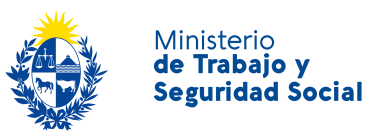 Ministerio
de Trabajo y
Seguridad Social